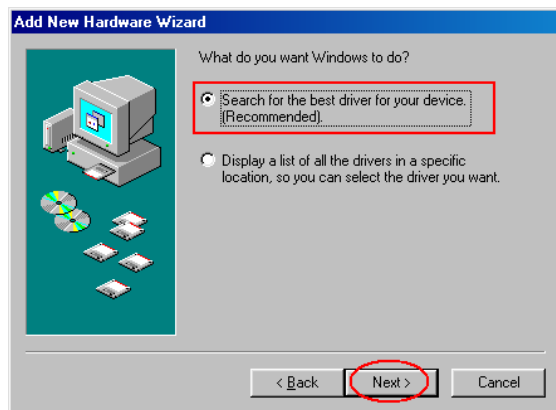 Add New Hardware Wizard
What do you want Windows to do?
Search for the best driver for your device.
(Recommended).
Display a list of all the drivers in a specific
location, so you can select the driver you want.
< Back
Next >
Cancel